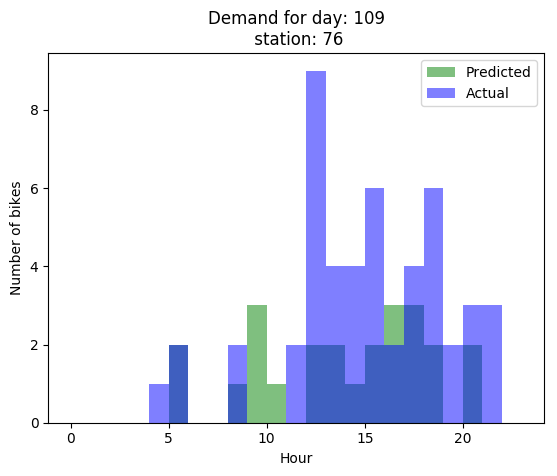 Demand for day: 109
station: 76
Predicted
Actual
Number of bikes
8
6
4
2
0
0
5
10
15
20
Hour